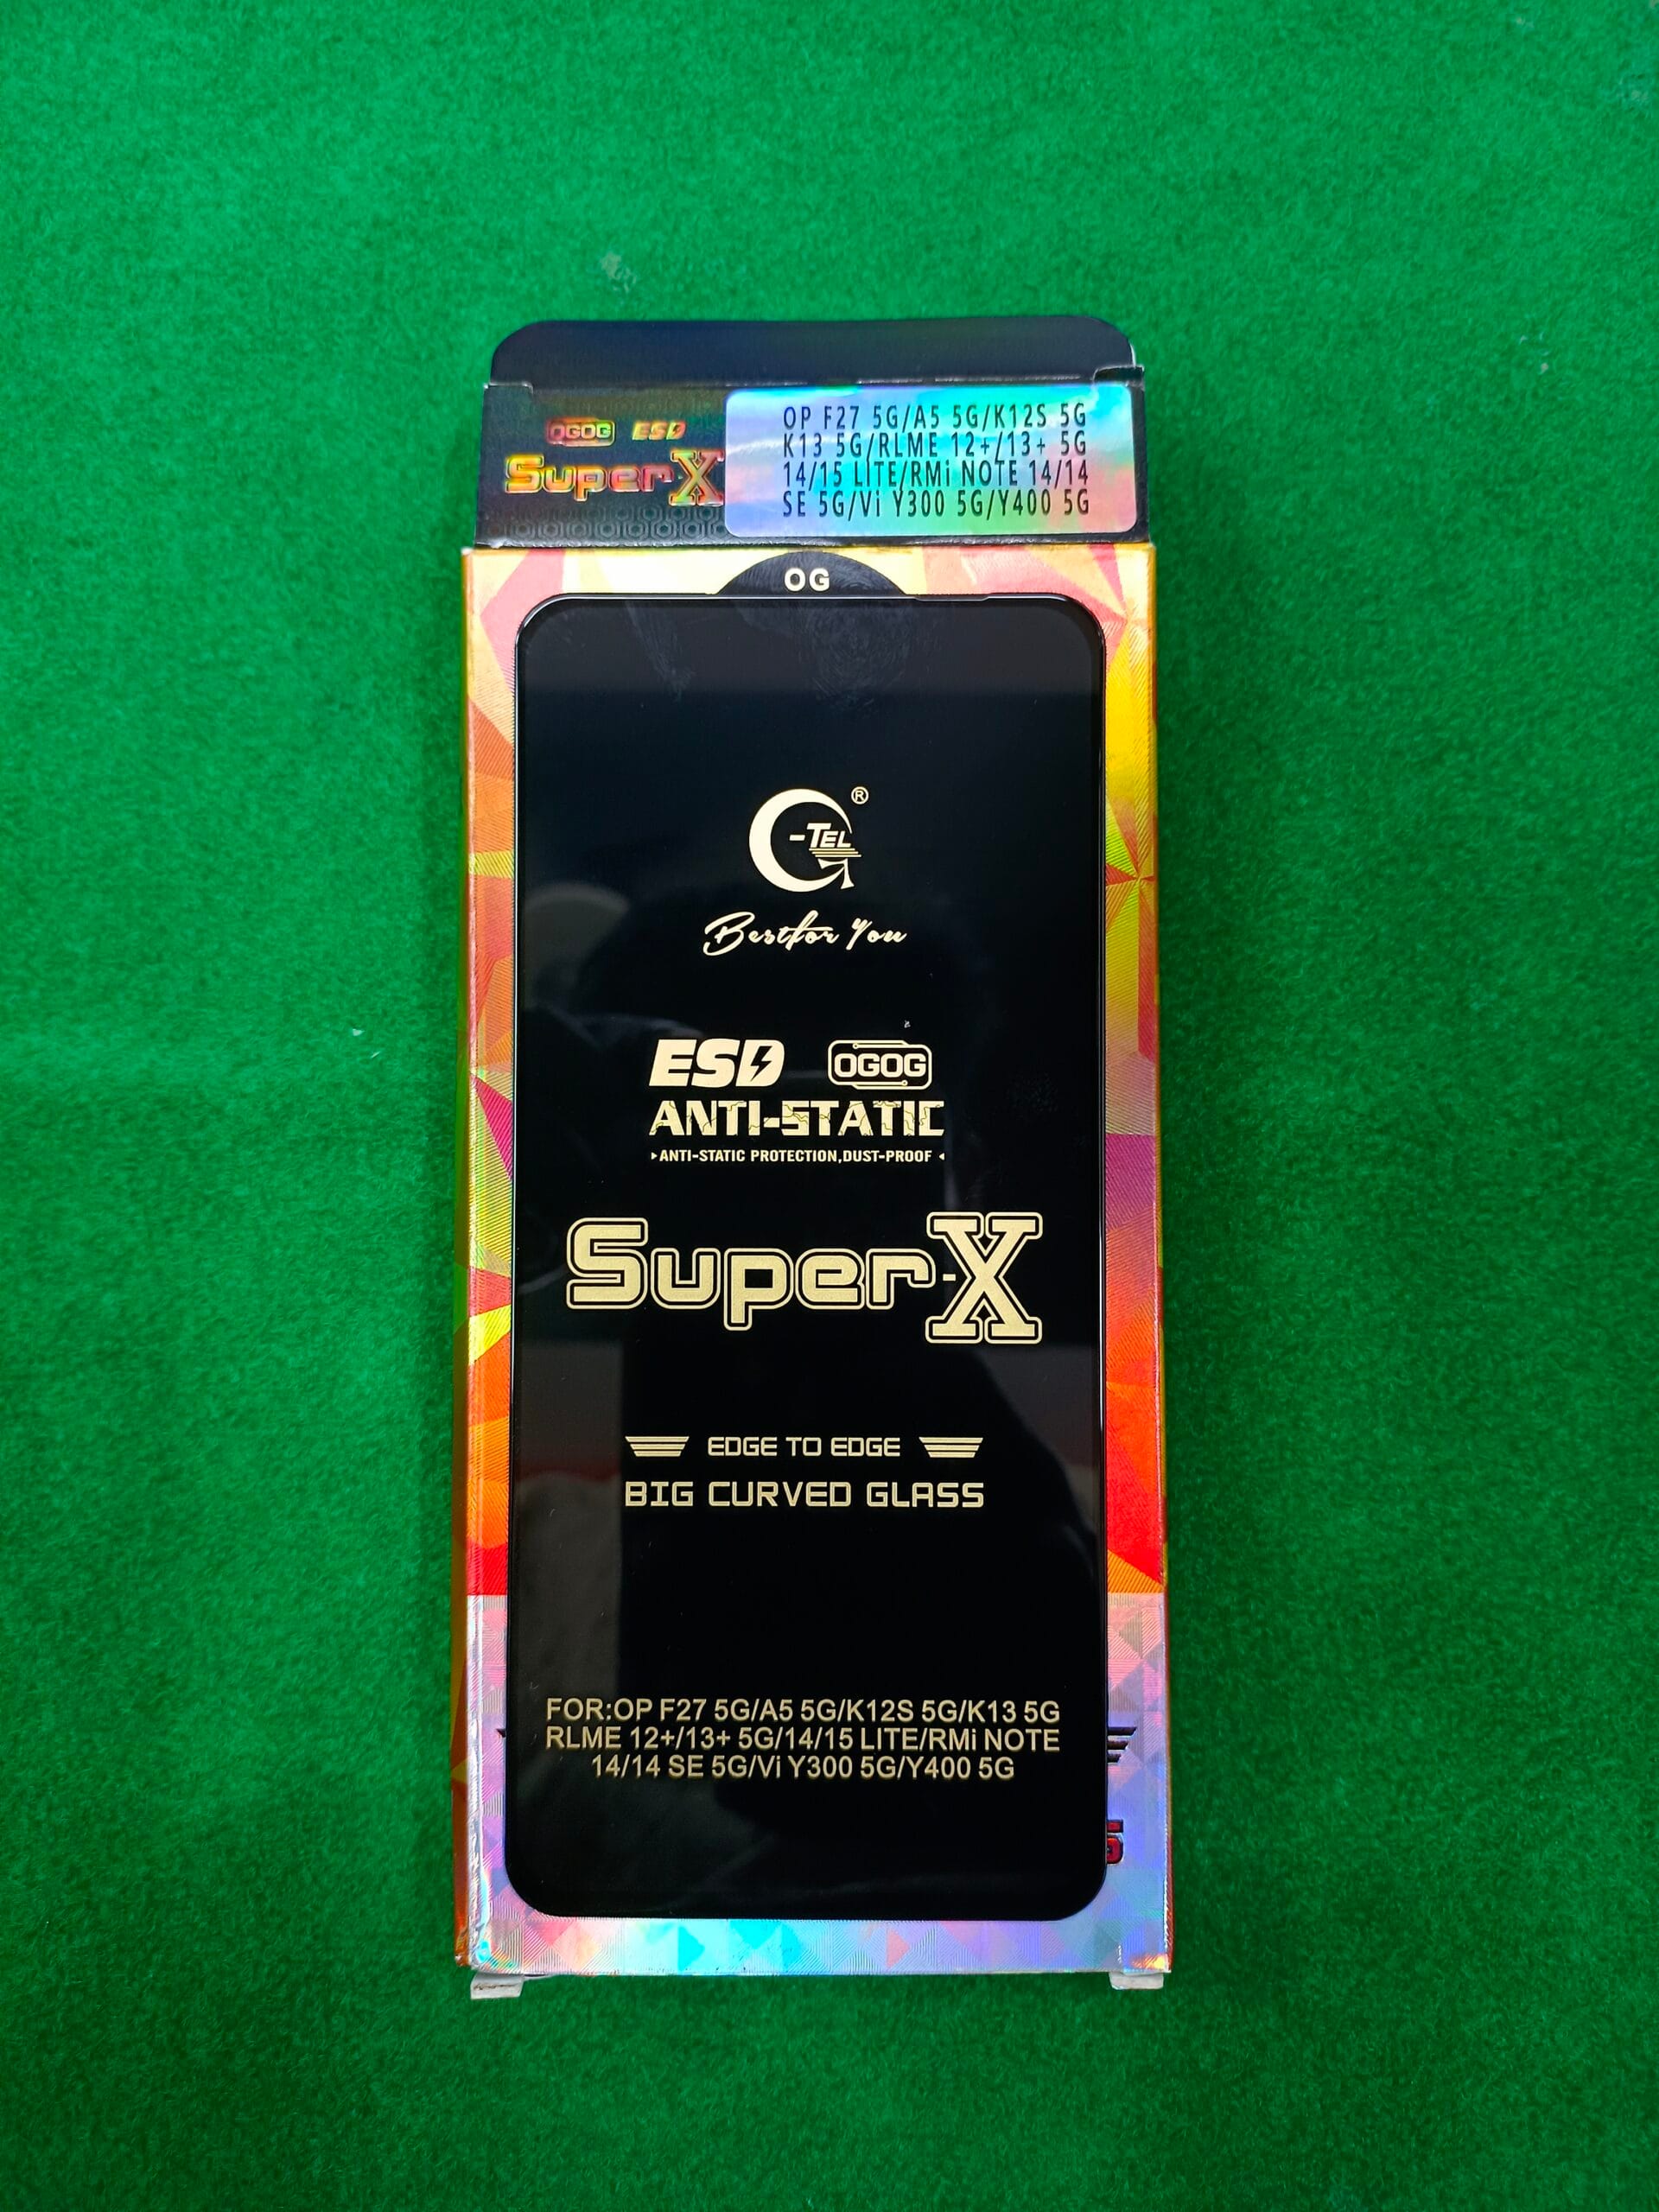 OGOG ESD
Super X
OP F27 5G/A5 5G/K12S 5G
K13 5G/RLME 12+/13+ 5G
14/15 LITE/RMi NOTE 14/14
SE 5G/Vi Y300 5G/Y400 5G
OG
G-TEL®
Best for You
ESD OGOG
ANTI-STATIC
ANTI-STATIC PROTECTION,DUST-PROOF
Super-X
EDGE TO EDGE
BIG CURVED GLASS
FOR:OP F27 5G/A5 5G/K12S 5G/K13 5G
RLME 12+/13+ 5G/14/15 LITE/RMi NOTE
14/14 SE 5G/Vi Y300 5G/Y400 5G